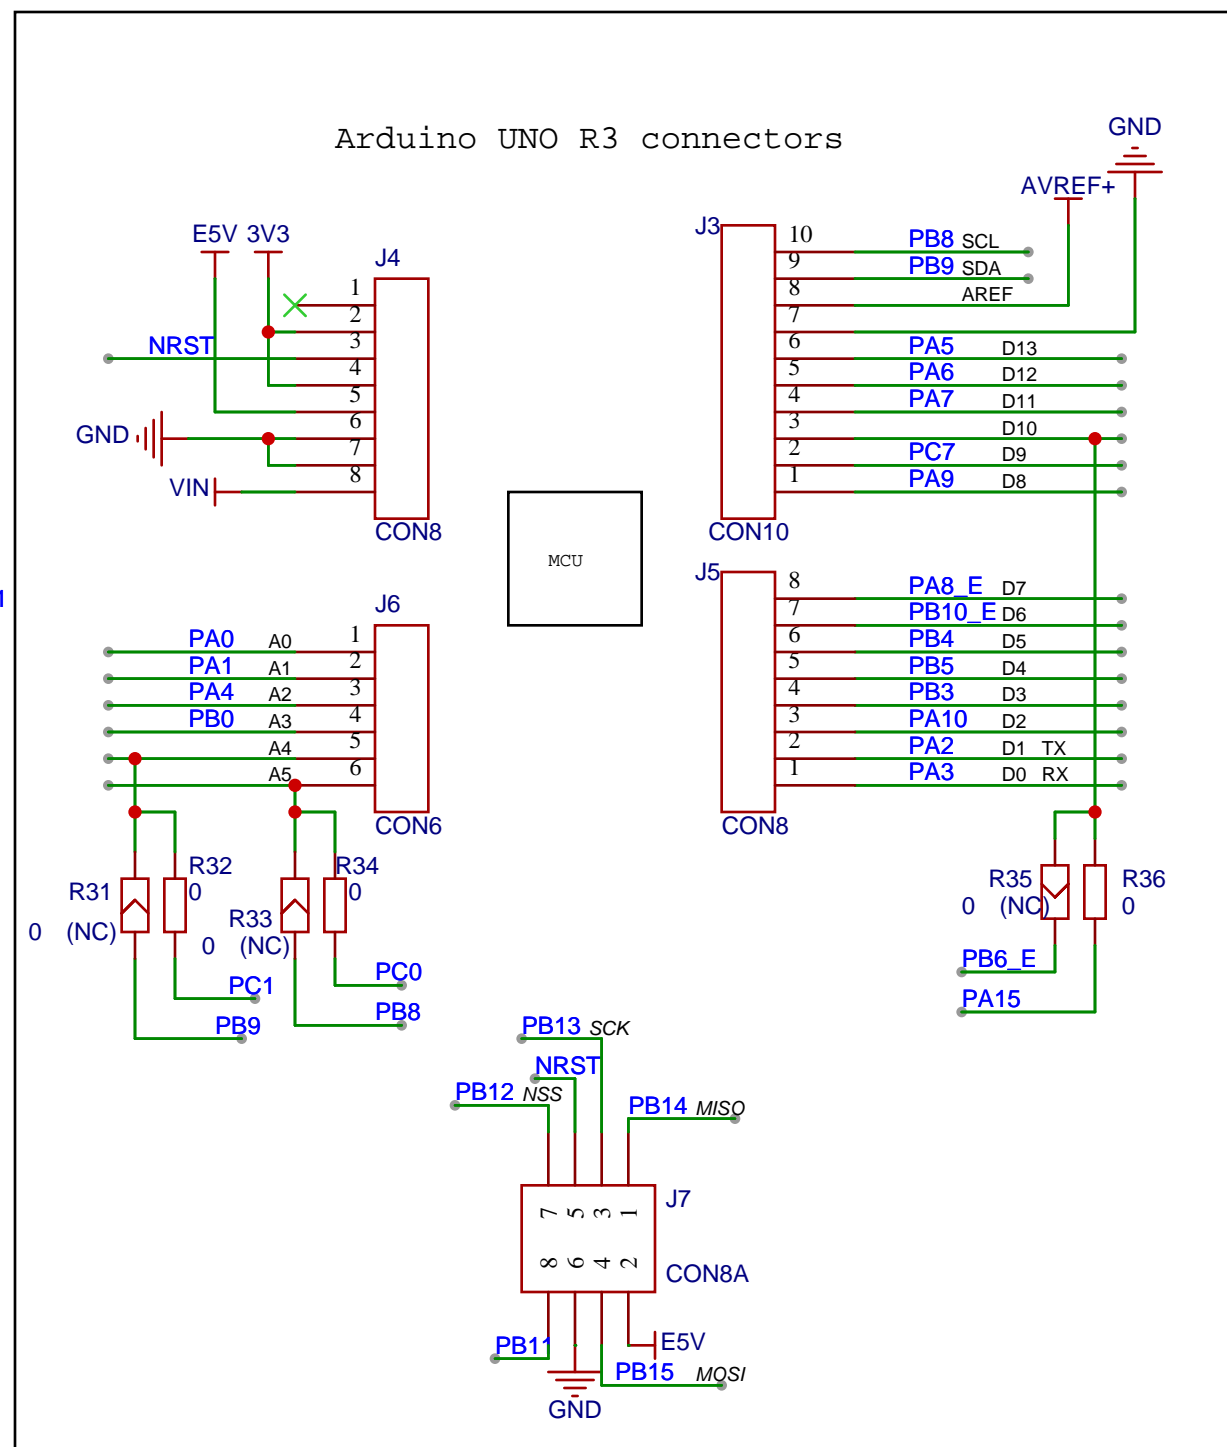 Arduino UNO R3 connectors
GND
AVREF+
E5V 3V3
J4
1
2
3
4
5
6
7
8
NRST
GND
VIN
CON8
J3
10 PB8 SCL
9 PB9 SDA
8 AREF
7
6 PA5 D13
5 PA6 D12
4 PA7 D11
3 D10
2 PC7 D9
1 PA9 D8
CON10
MCU
J6
PA0 A0 1
PA1 A1 2
PA4 A2 3
PB0 A3 4
A4 5
A5 6
CON6
J5
8 PA8_E D7
7 PB10_E D6
6 PB4 D5
5 PB5 D4
4 PB3 D3
3 PA10 D2
2 PA2 D1 TX
1 PA3 D0 RX
CON8
R31
0 (NC)
R32
0
0
R33
(NC)
R34
0
PC1
PB9
PC0
PB8
R35
0 (NC)
R36
0
PB6_E
PA15
PB13 SCK
NRST
PB12 NSS
PB14 MISO
J7
7 5 3 1
8 6 4 2
CON8A
PB11
E5V
PB15 MOSI
GND